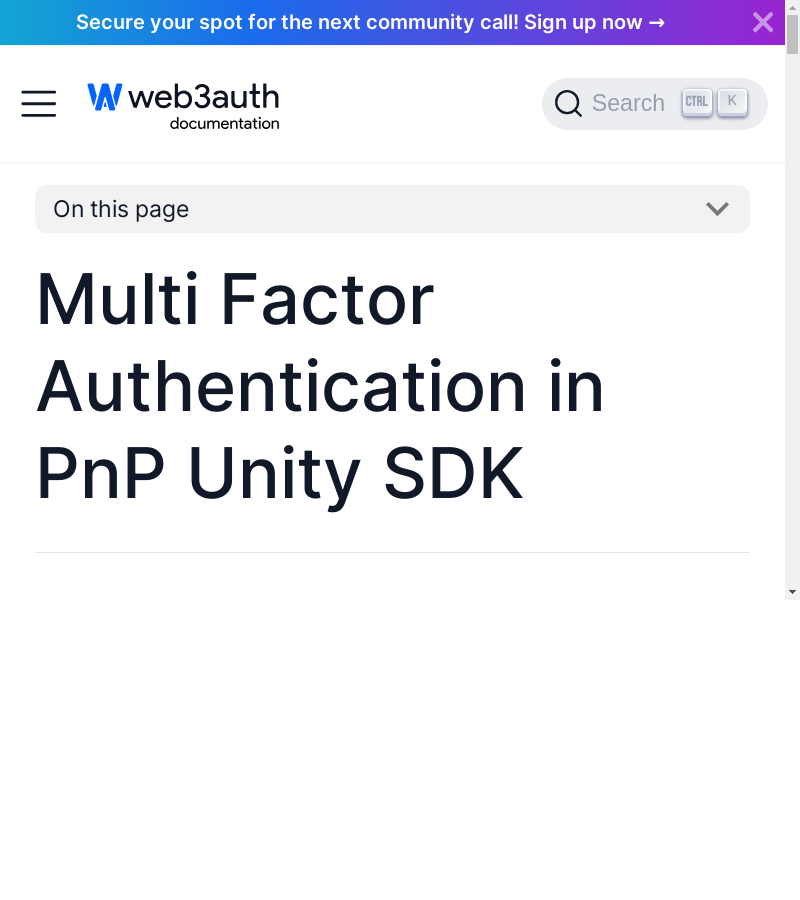 Secure your spot for the next community call! Sign up now →
web3auth
documentation
Search CTRL K
On this page
Multi Factor
Authentication in
PnP Unity SDK